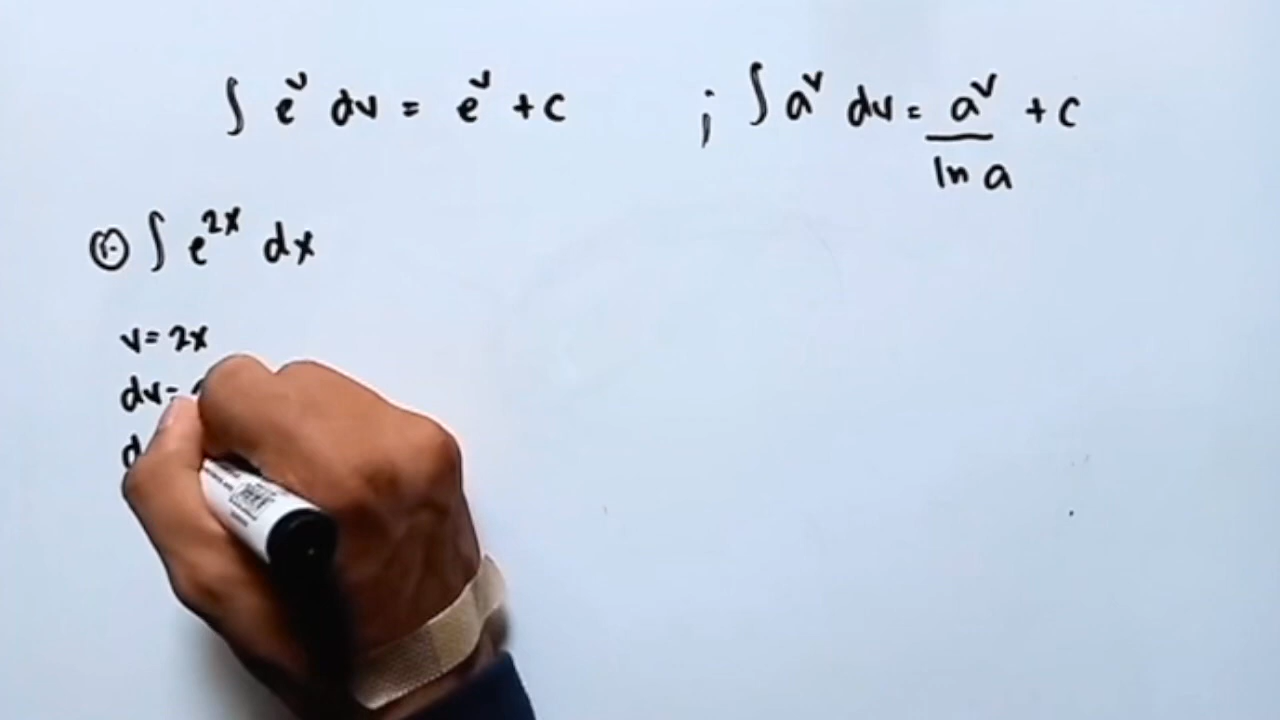 ∫ e^v dv = e^v + c ; ∫ a^v dv = a^v / ln a + c
① ∫ e^{2x} dx
v = 2x
dv =
d